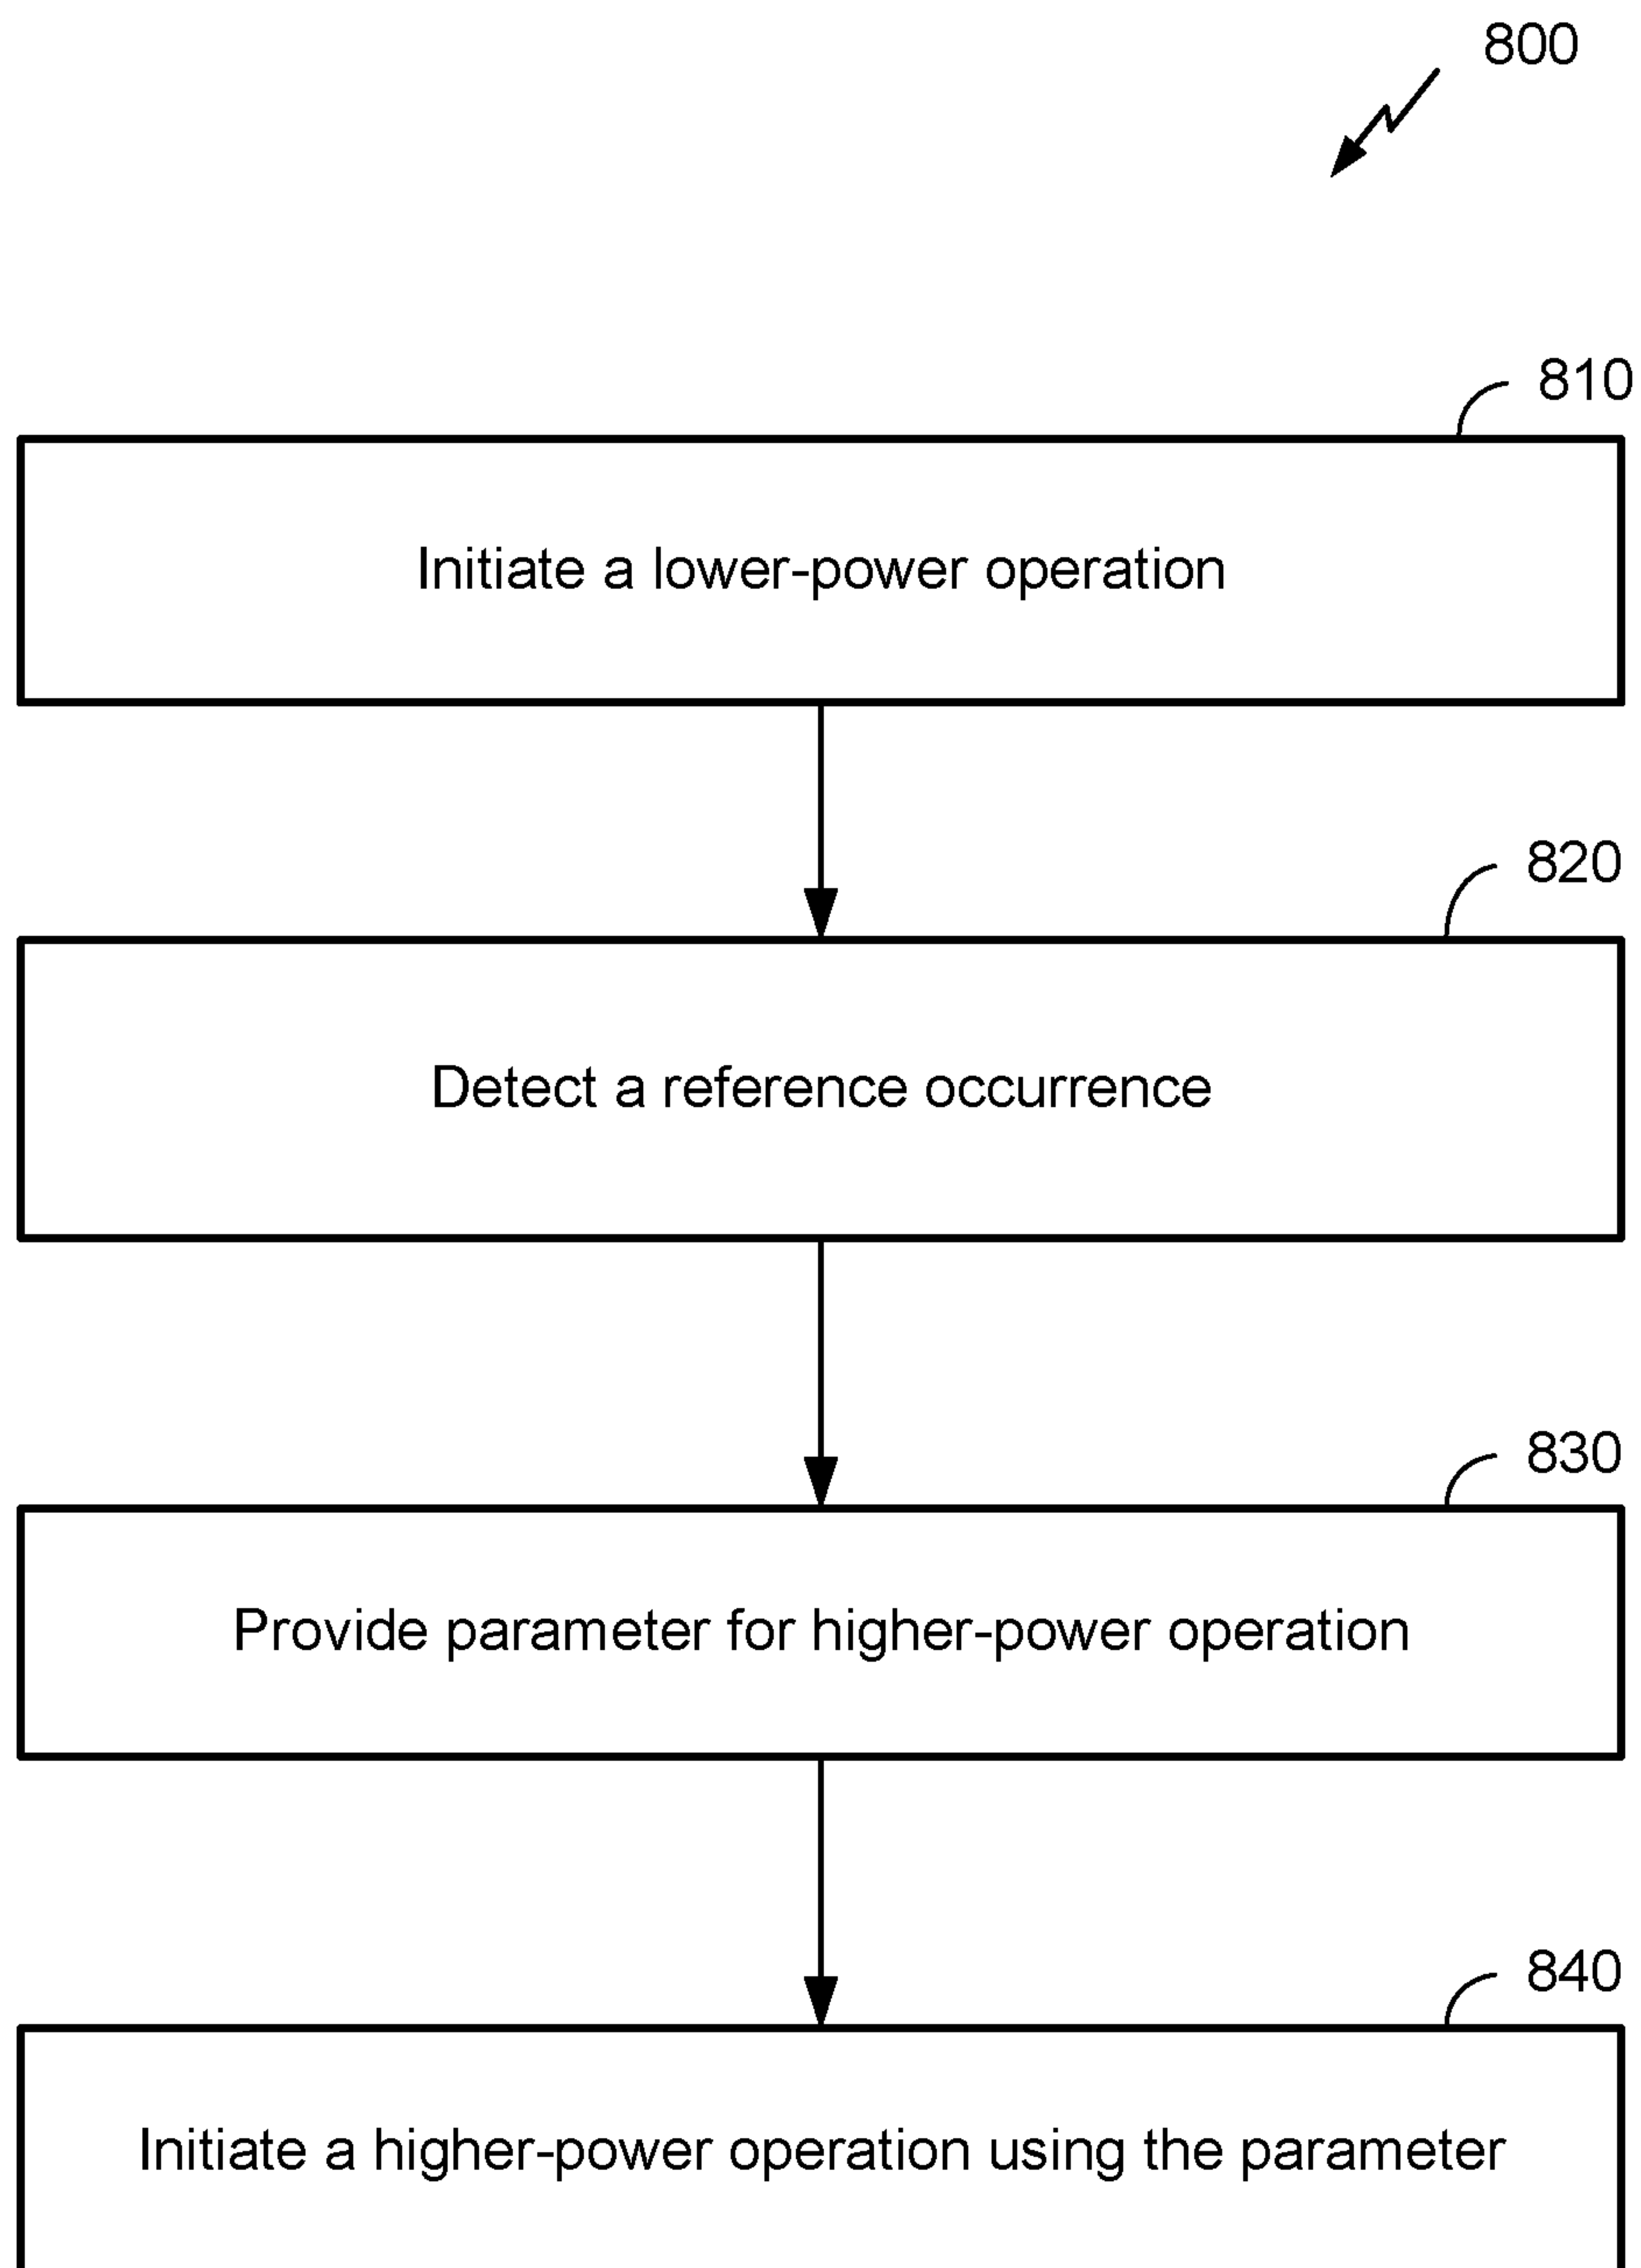 800
810
Initiate a lower-power operation
820
Detect a reference occurrence
830
Provide parameter for higher-power operation
840
Initiate a higher-power operation using the parameter